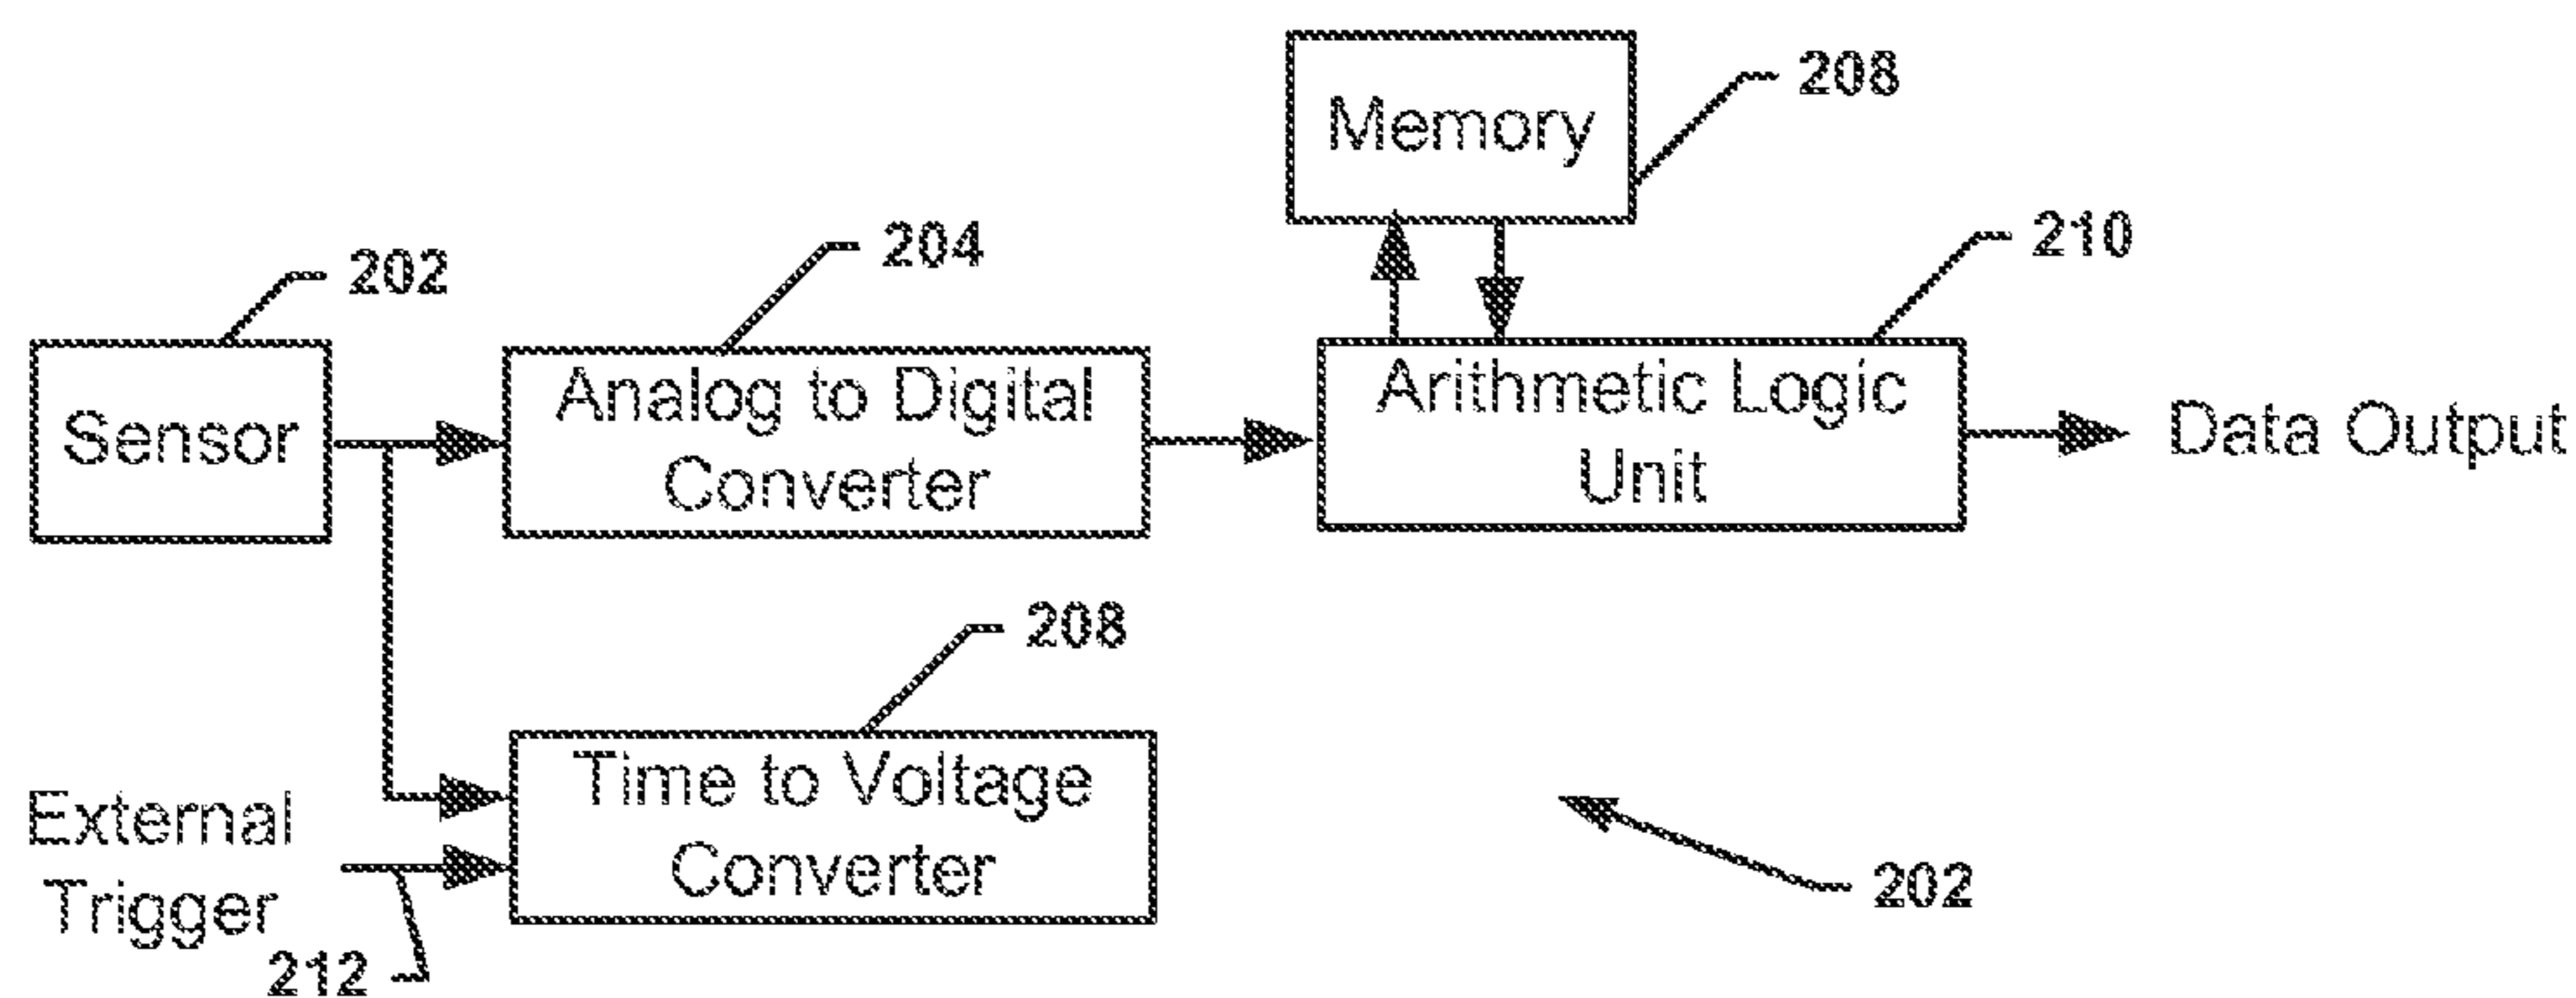 208
Memory
210
204
202
Sensor
Analog to Digital
Converter
Arithmetic Logic
Unit
Data Output
208
Time to Voltage
Converter
External
Trigger
212
202